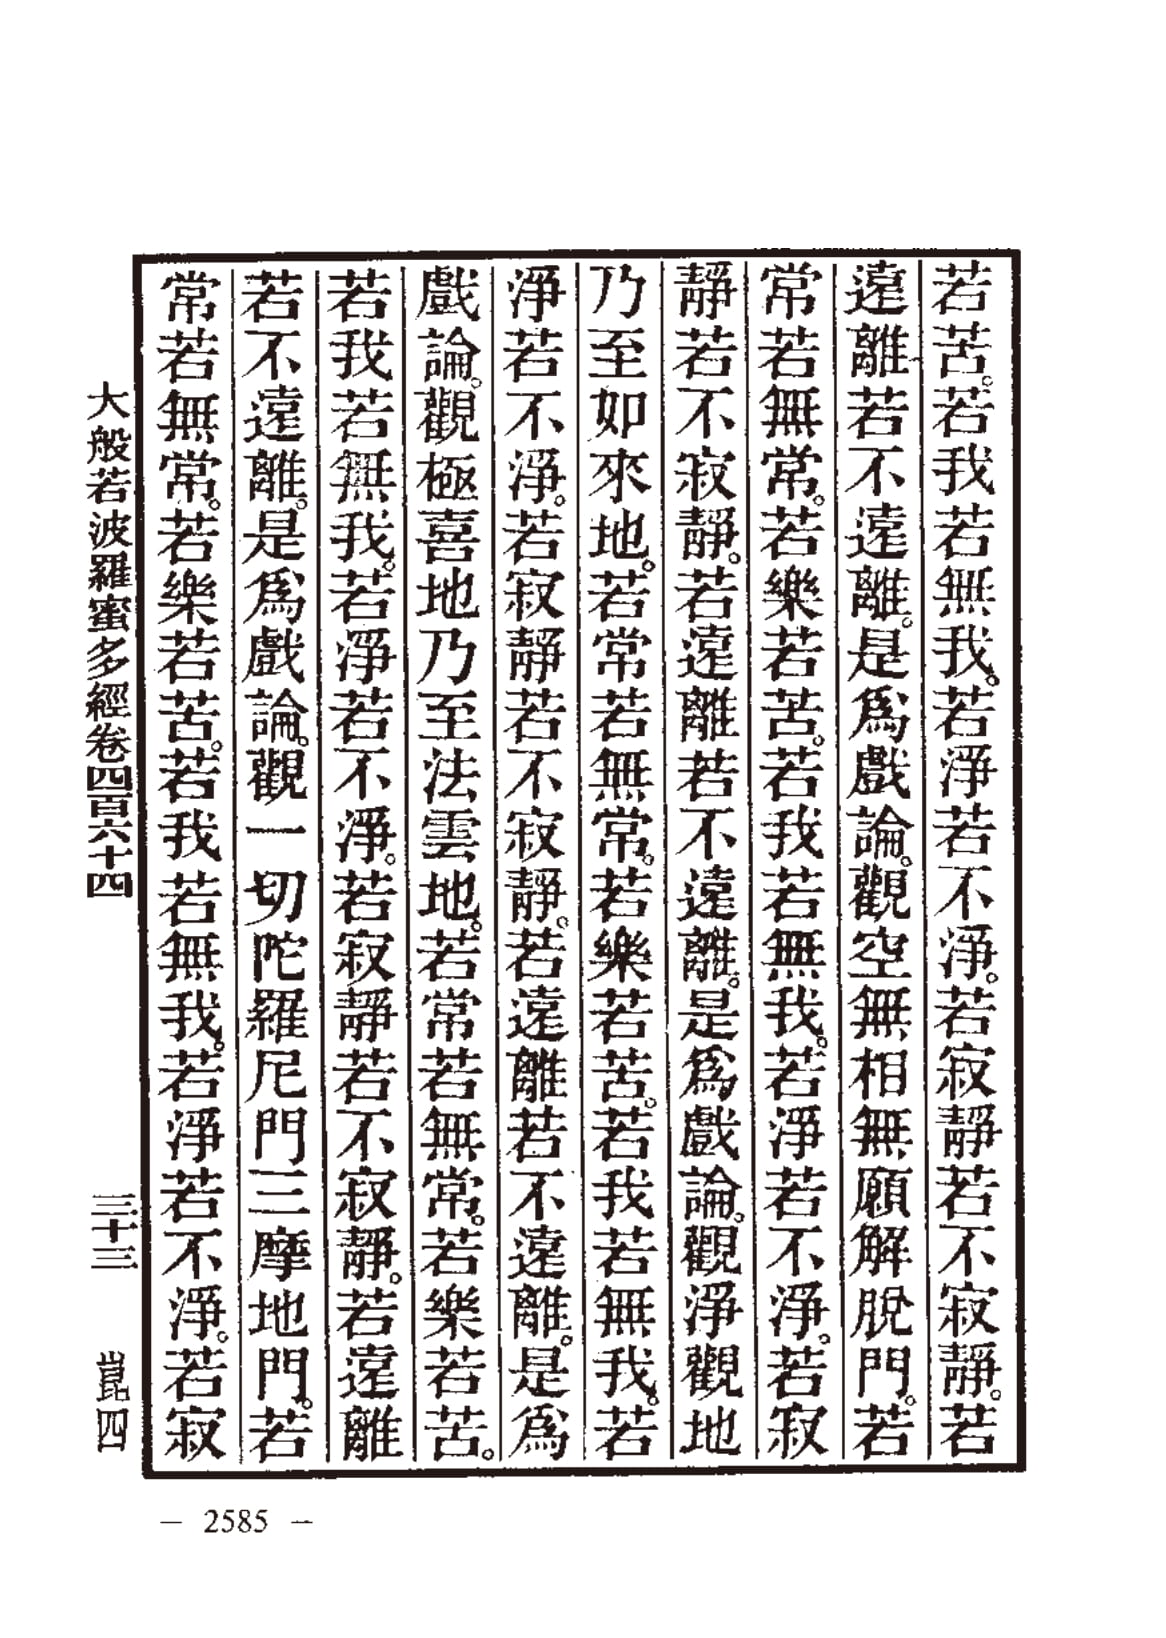 若苦。若我若無我。若淨若不淨。若寂靜若不寂靜。若
遠離若不遠離。是爲戲論。觀空無相無願解脫門。若
常若無常。若樂若苦。若我若無我。若淨若不淨。若寂
靜若不寂靜。若遠離若不遠離。是爲戲論。觀淨觀地
乃至如來地。若常若無常。若樂若苦。若我若無我。若
淨若不淨。若寂靜若不寂靜。若遠離若不遠離。是爲
戲論。觀極喜地乃至法雲地。若常若無常。若樂若苦。
若我若無我。若淨若不淨。若寂靜若不寂靜。若遠離
若不遠離。是爲戲論。觀一切陀羅尼門三摩地門。若
常若無常。若樂若苦。若我若無我。若淨若不淨。若寂
大般若波羅蜜多經卷四百六十四 三十三 崑四
— 2585 —